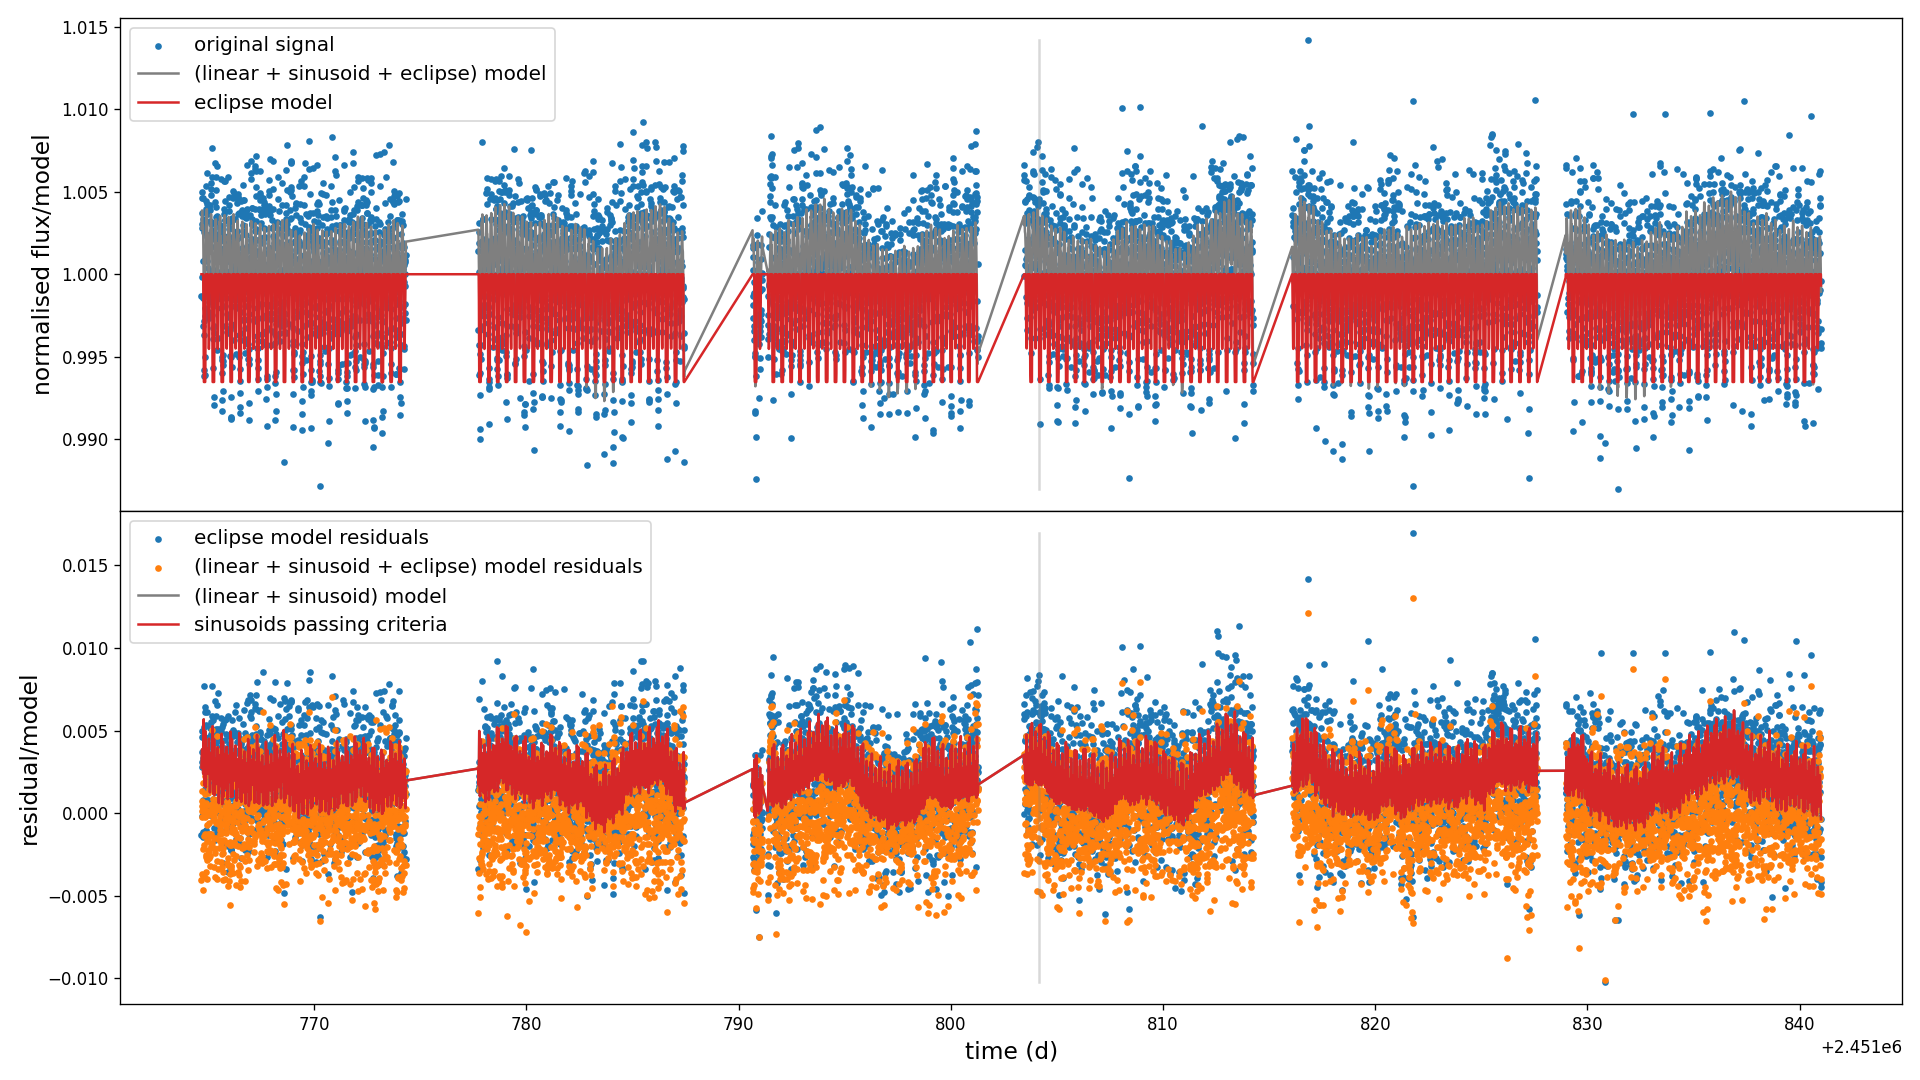 1.015
1.010
1.005
1.000
0.995
0.990
normalised flux/model
original signal
(linear + sinusoid + eclipse) model
eclipse model
0.015
0.010
0.005
0.000
−0.005
−0.010
residual/model
eclipse model residuals
(linear + sinusoid + eclipse) model residuals
(linear + sinusoid) model
sinusoids passing criteria
770 780 790 800 810 820 830 840
time (d)
+2.451e6